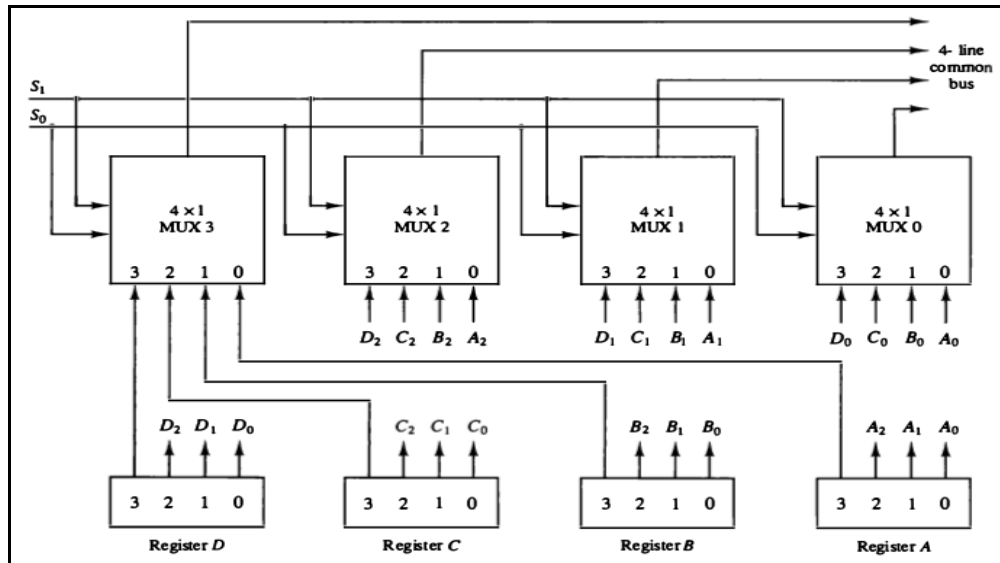 4- line
common
bus
S₁
S₀
4 × 1
MUX 3
4 × 1
MUX 2
4 × 1
MUX 1
4 × 1
MUX 0
3 2 1 0
3 2 1 0
3 2 1 0
3 2 1 0
D₂ C₂ B₂ A₂
D₁ C₁ B₁ A₁
D₀ C₀ B₀ A₀
D₂ D₁ D₀
C₂ C₁ C₀
B₂ B₁ B₀
A₂ A₁ A₀
3 2 1 0
3 2 1 0
3 2 1 0
3 2 1 0
Register D
Register C
Register B
Register A